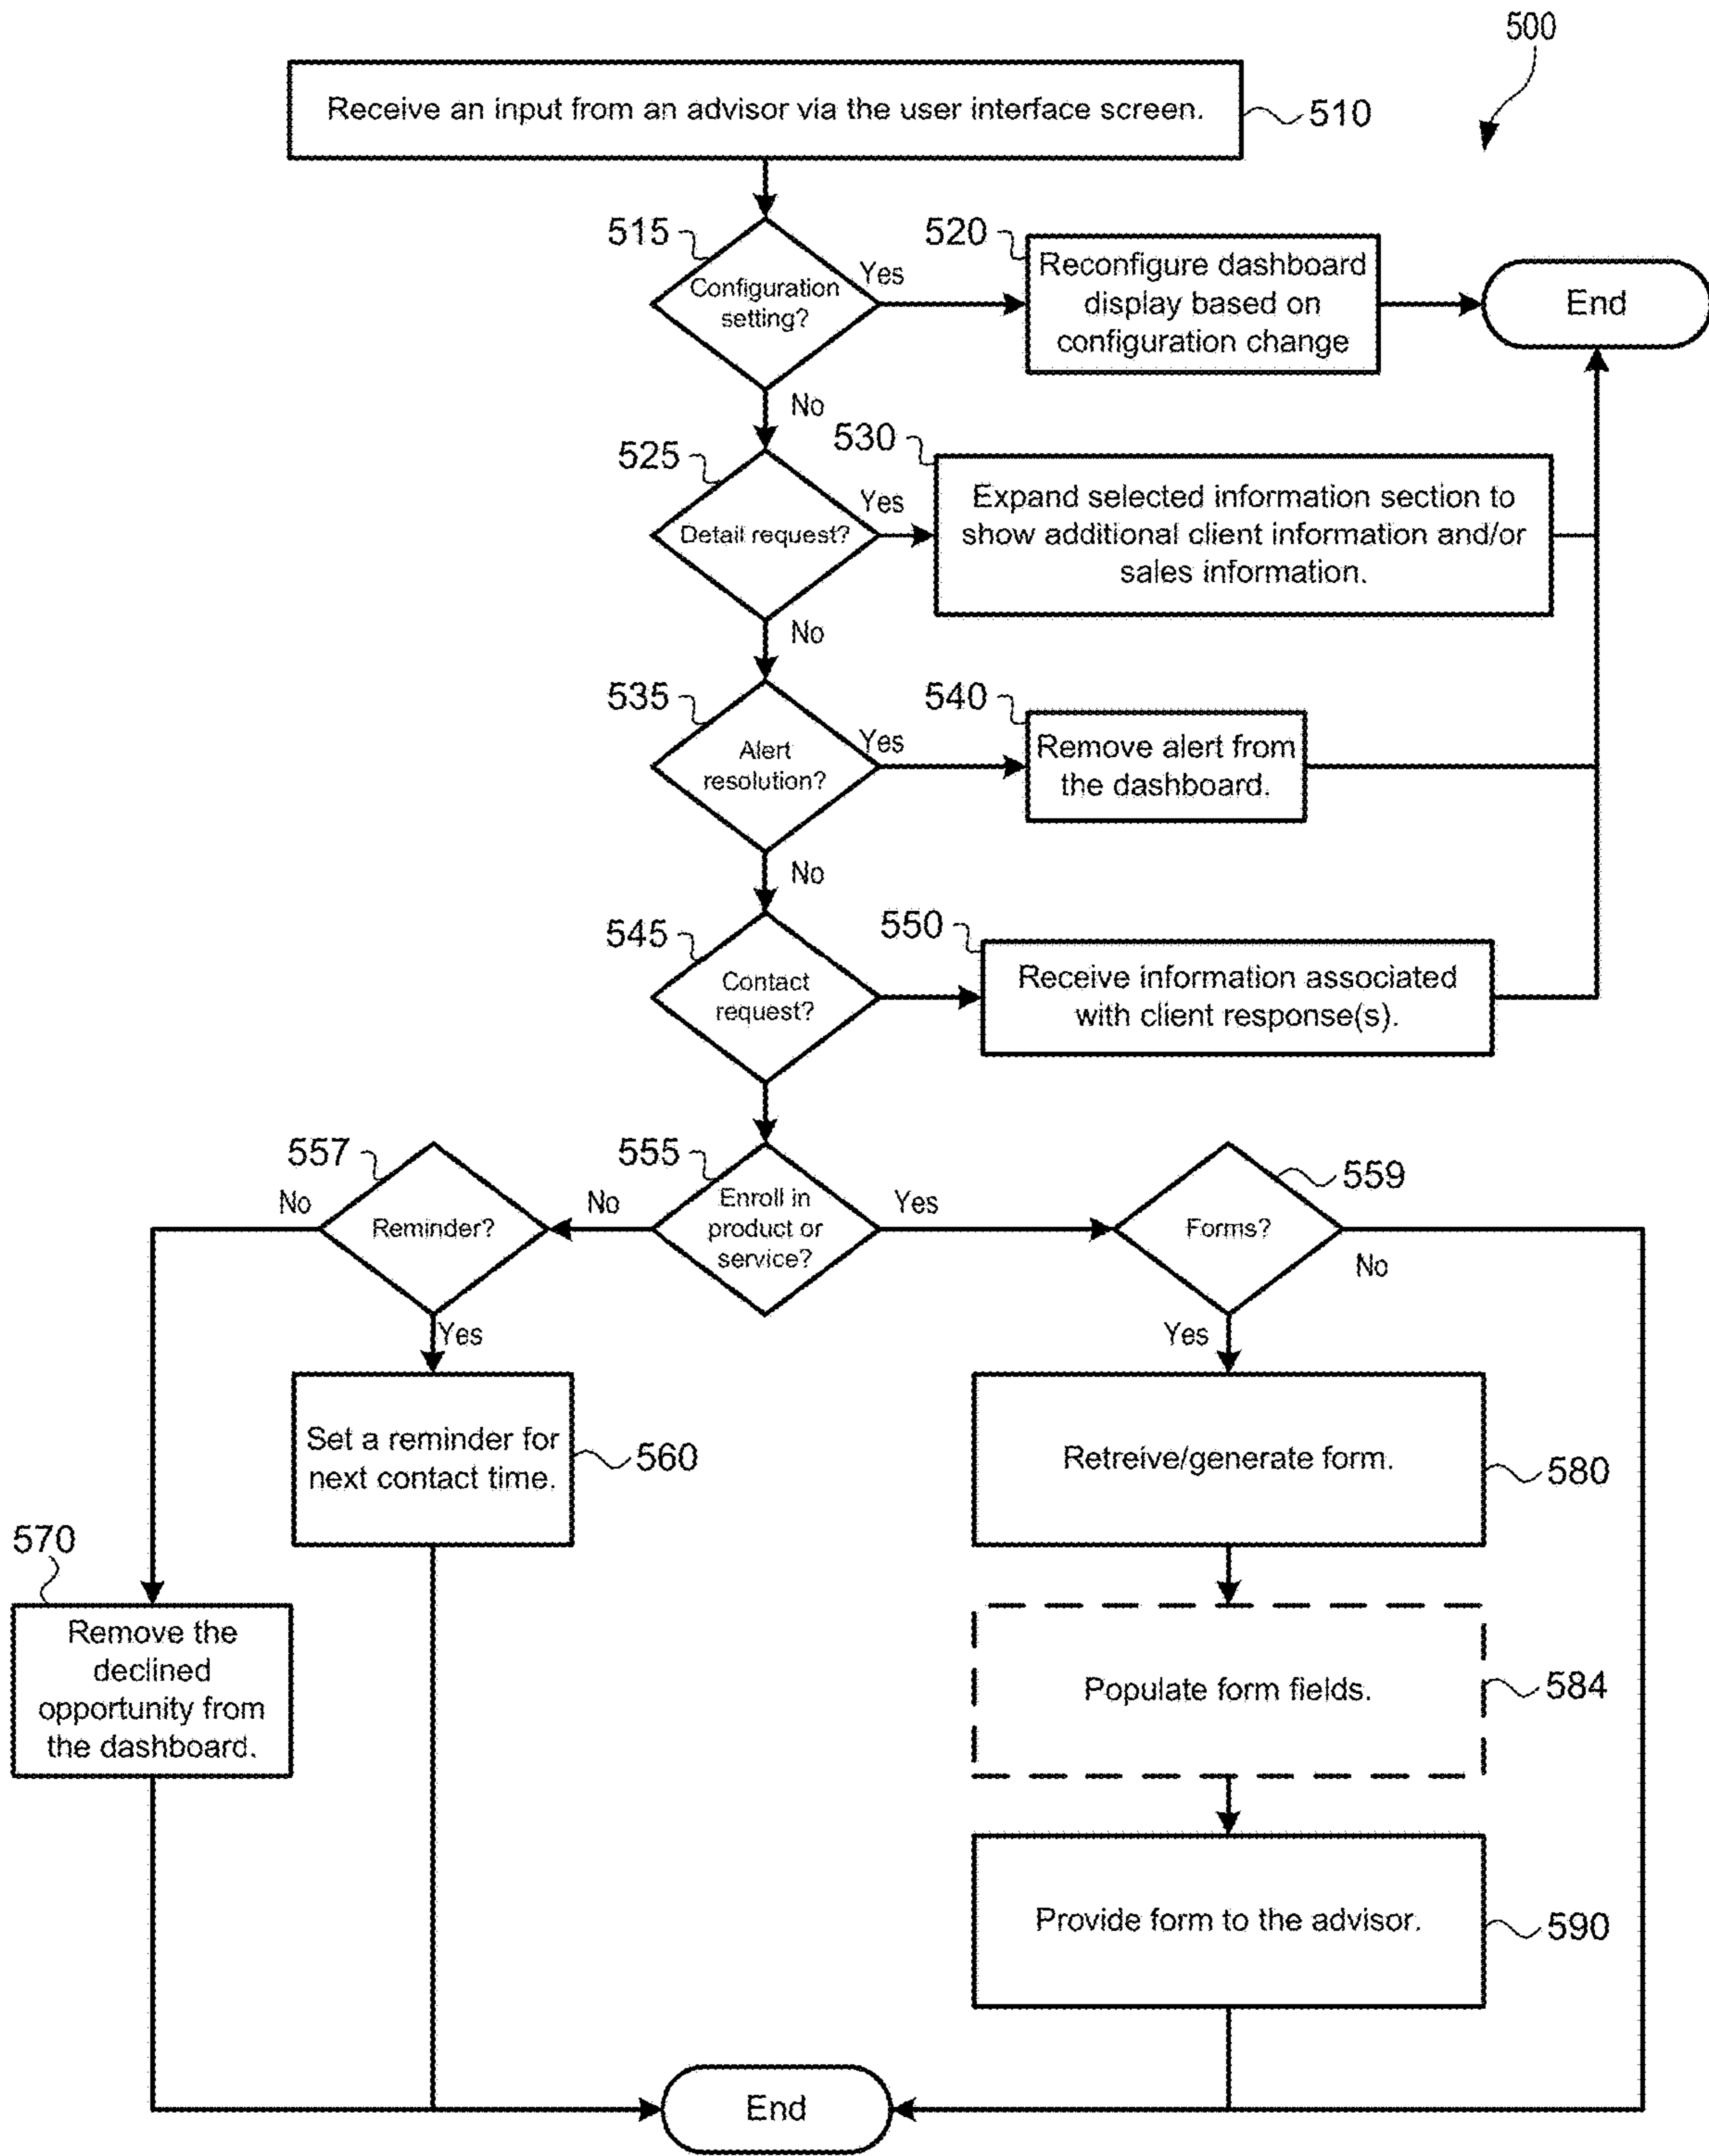 500
Receive an input from an advisor via the user interface screen.
510
515
Configuration
setting?
Yes
520
Reconfigure dashboard
display based on
configuration change
End
No
525
Detail request?
Yes
530
Expand selected information section to
show additional client information and/or
sales information.
No
535
Alert
resolution?
Yes
540
Remove alert from
the dashboard.
No
545
Contact
request?
550
Receive information associated
with client response(s).
557
Reminder?
No
555
Enroll in
product or
service?
No
Yes
559
Forms?
No
Yes
Yes
Set a reminder for
next contact time.
560
Retreive/generate form.
580
570
Remove the
declined
opportunity from
the dashboard.
Populate form fields.
584
Provide form to the advisor.
590
End